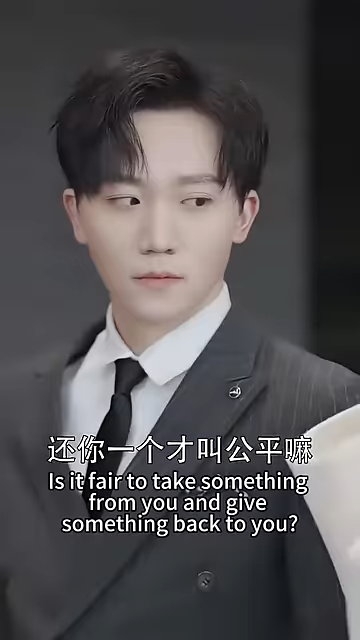 还你一个才叫公平嘛
Is it fair to take something
from you and give
something back to you?